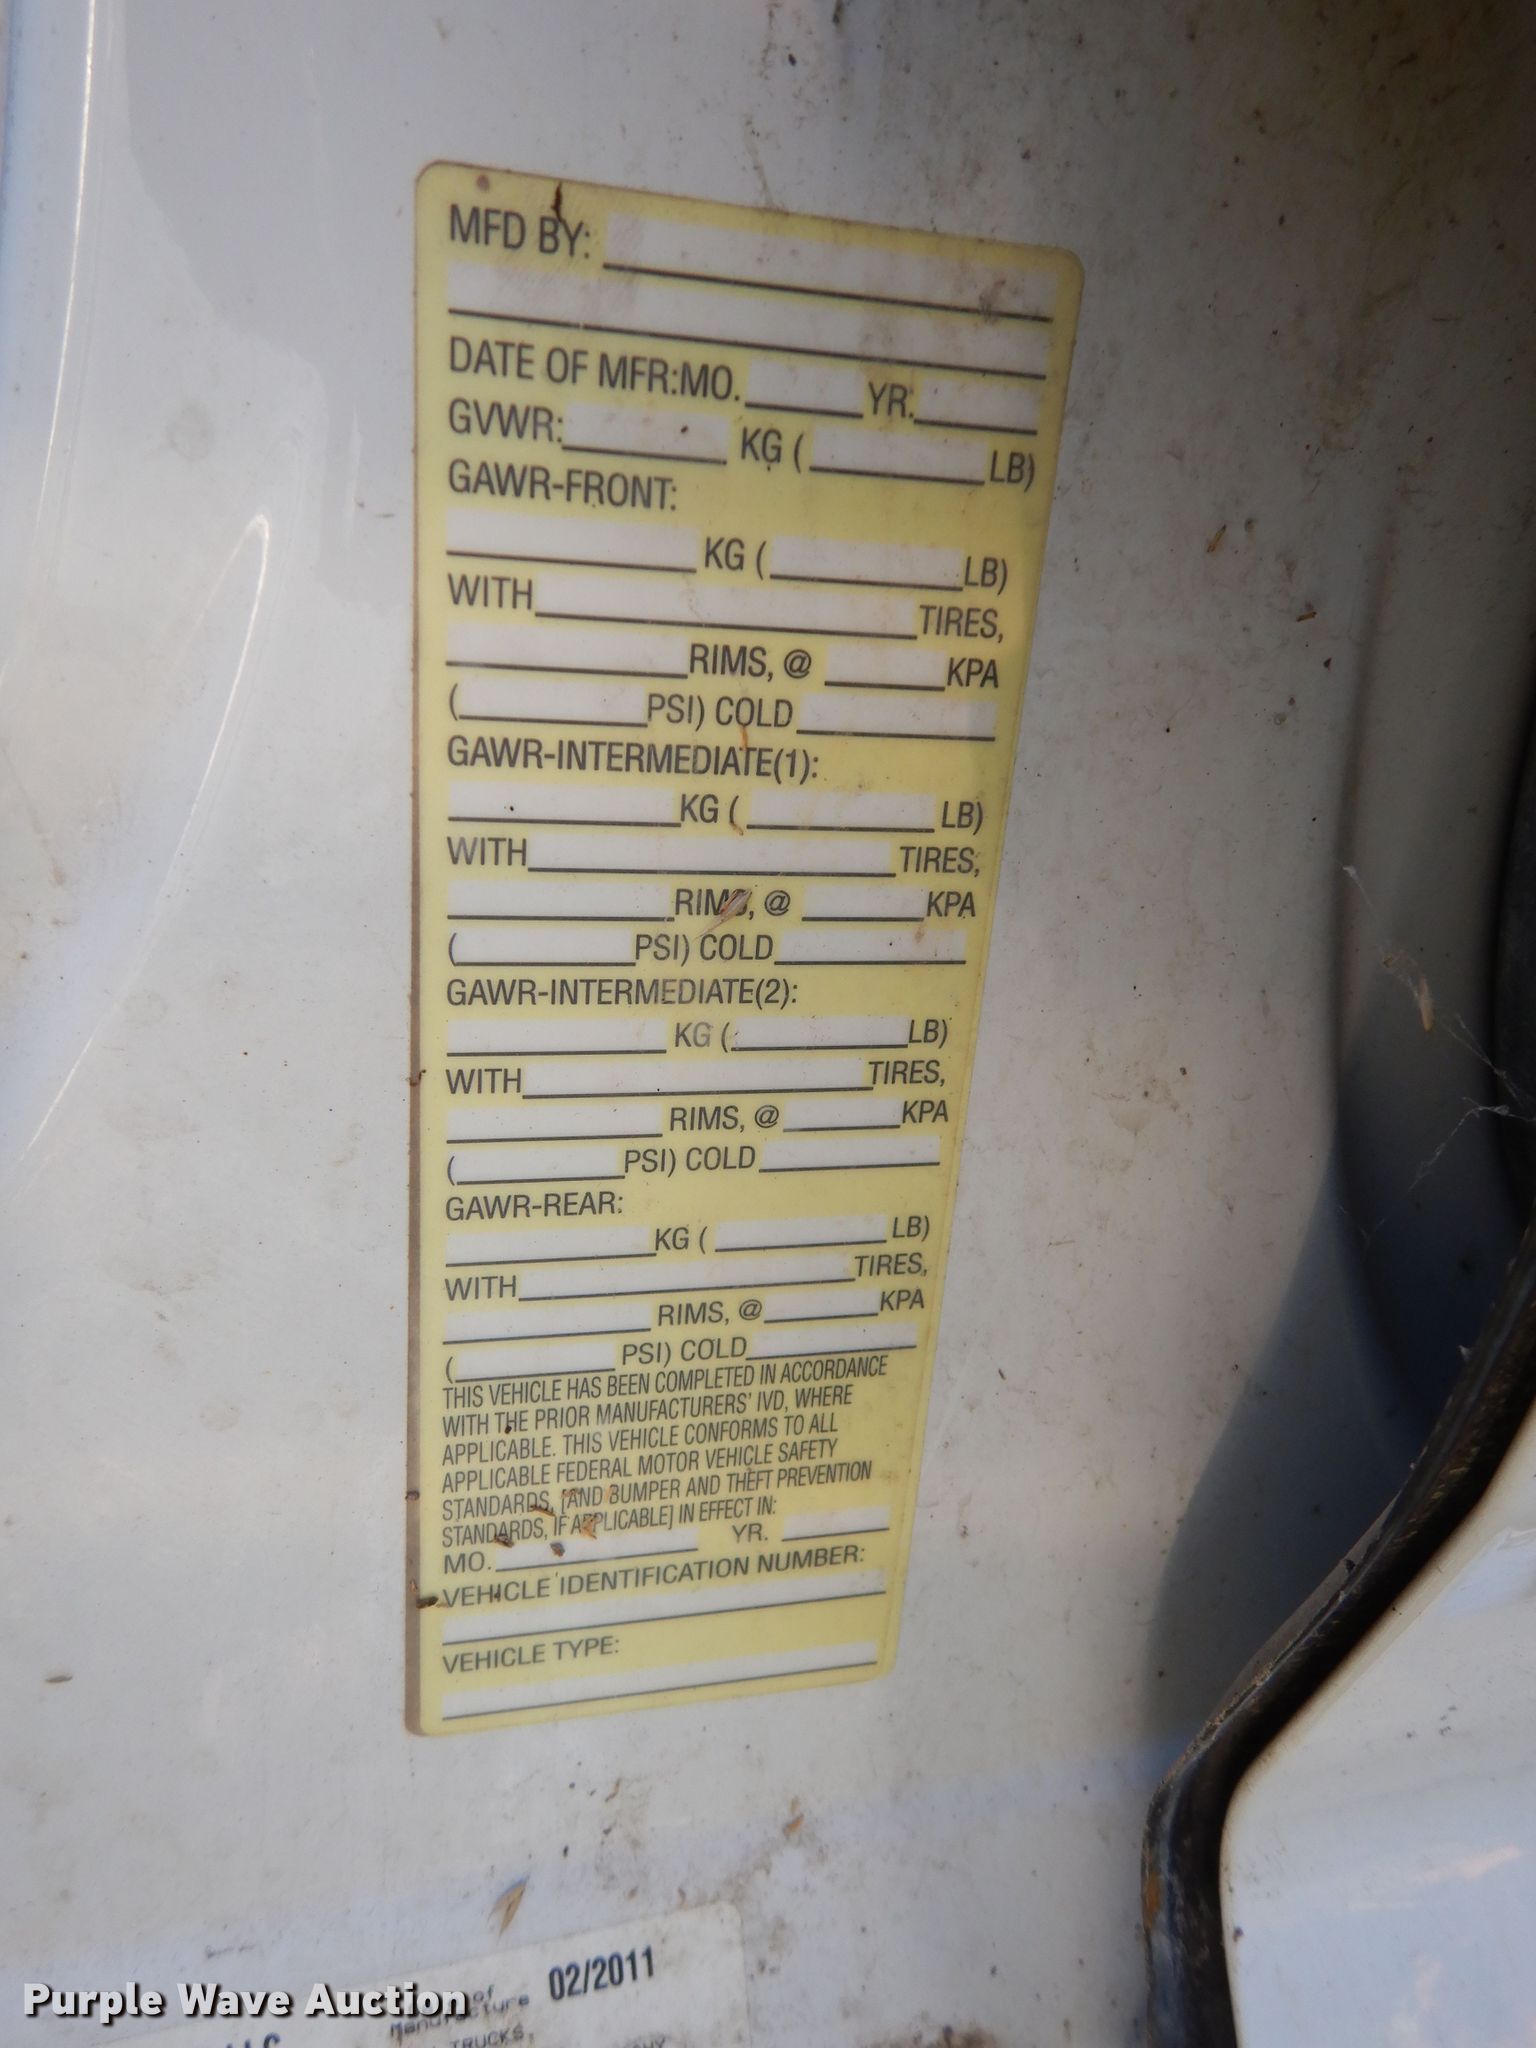 MFD BY:
DATE OF MFR:MO. YR.
GVWR: KG ( LB)
GAWR-FRONT:
KG ( LB)
WITH TIRES,
RIMS, @ KPA
( PSI) COLD
GAWR-INTERMEDIATE(1):
KG ( LB)
WITH TIRES,
RIMS, @ KPA
( PSI) COLD
GAWR-INTERMEDIATE(2):
KG ( LB)
WITH TIRES,
RIMS, @ KPA
( PSI) COLD
GAWR-REAR:
KG ( LB)
WITH TIRES,
RIMS, @ KPA
( PSI) COLD
THIS VEHICLE HAS BEEN COMPLETED IN ACCORDANCE
WITH THE PRIOR MANUFACTURERS' IVD, WHERE
APPLICABLE. THIS VEHICLE CONFORMS TO ALL
APPLICABLE FEDERAL MOTOR VEHICLE SAFETY
STANDARDS, [AND BUMPER AND THEFT PREVENTION
STANDARDS, IF APPLICABLE] IN EFFECT IN:
MO. YR.
VEHICLE IDENTIFICATION NUMBER:
VEHICLE TYPE:
of 02/2011
Manufacture
TRUCKS,
LLC
Purple Wave Auction